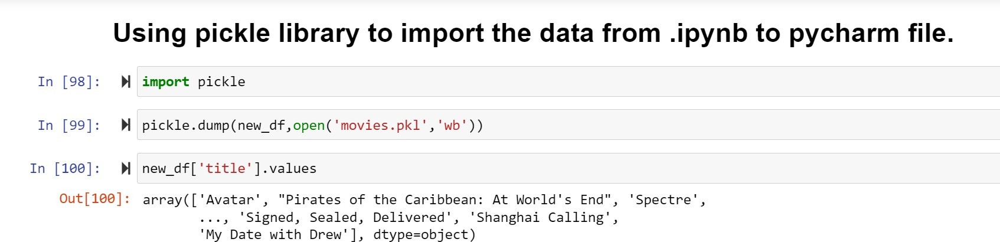 Using pickle library to import the data from .ipynb to pycharm file.
In [98]: import pickle
In [99]: pickle.dump(new_df,open('movies.pkl','wb'))
In [100]: new_df['title'].values
Out[100]: array(['Avatar', "Pirates of the Caribbean: At World's End", 'Spectre',
..., 'Signed, Sealed, Delivered', 'Shanghai Calling',
'My Date with Drew'], dtype=object)